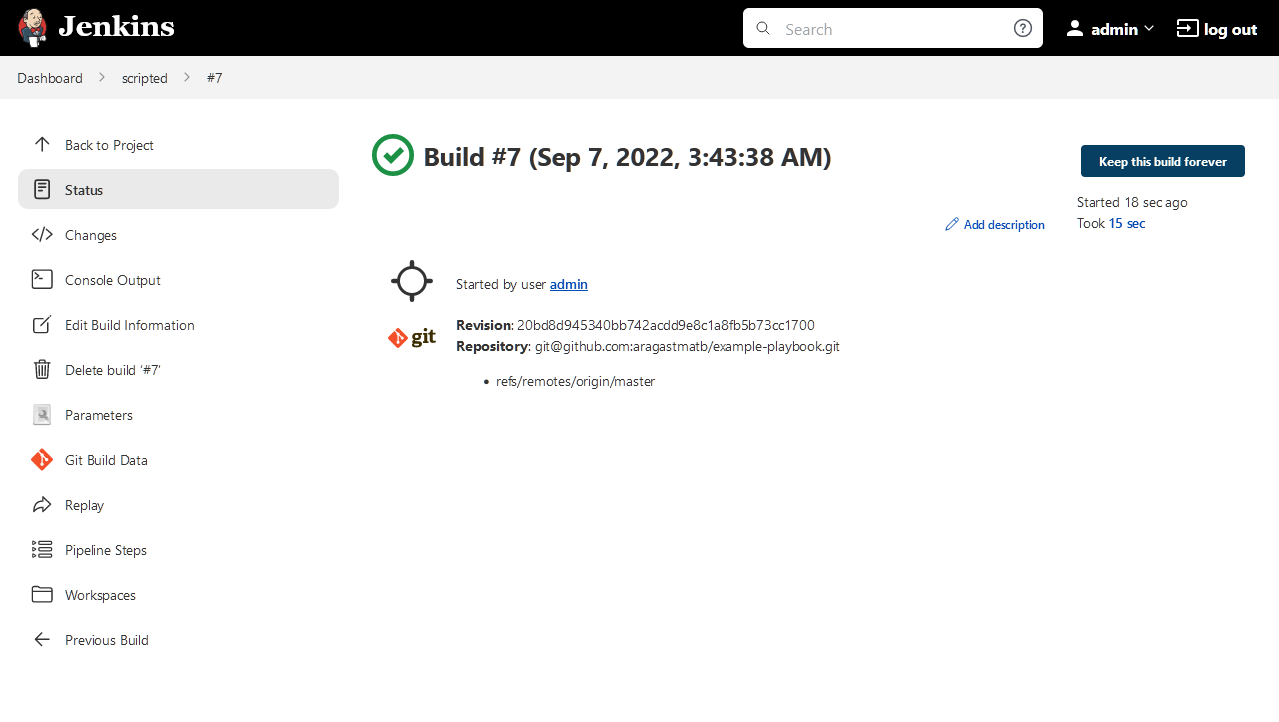 Jenkins
Search
admin
log out
Dashboard
scripted
#7
Back to Project
Status
Changes
Console Output
Edit Build Information
Delete build ‘#7’
Parameters
Git Build Data
Replay
Pipeline Steps
Workspaces
Previous Build
Build #7 (Sep 7, 2022, 3:43:38 AM)
Keep this build forever
Started 18 sec ago
Took 15 sec
Add description
Started by user admin
git
Revision: 20bd8d945340bb742acdd9e8c1a8fb5b73cc1700
Repository: git@github.com:aragastmatb/example-playbook.git
• refs/remotes/origin/master